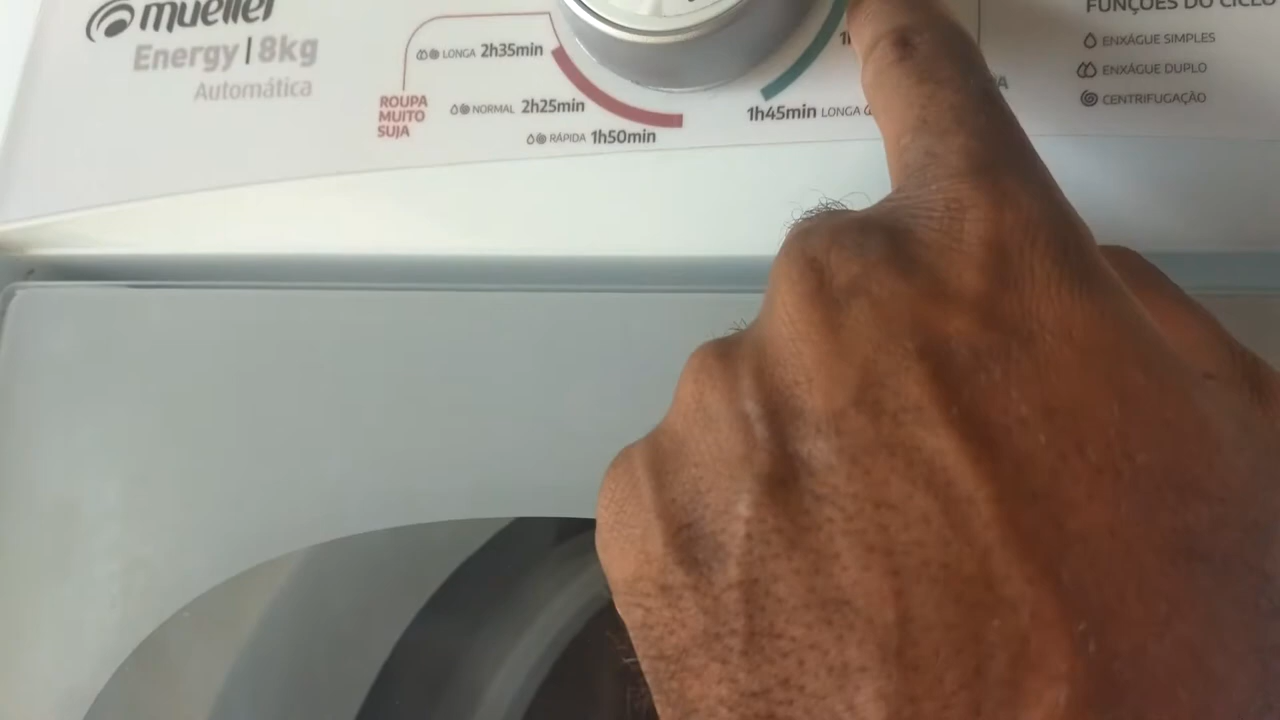 mueller
Energy | 8kg
Automática
LONGA 2h35min
NORMAL 2h25min
RÁPIDA 1h50min
ROUPA
MUITO
SUJA
1h45min LONGA
FUNÇÕES DO CICLO
ENXÁGUE SIMPLES
ENXÁGUE DUPLO
CENTRIFUGAÇÃO